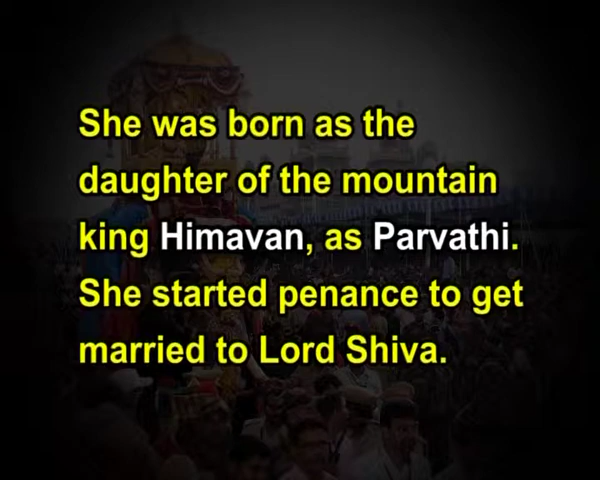 She was born as the
daughter of the mountain
king Himavan, as Parvathi.
She started penance to get
married to Lord Shiva.